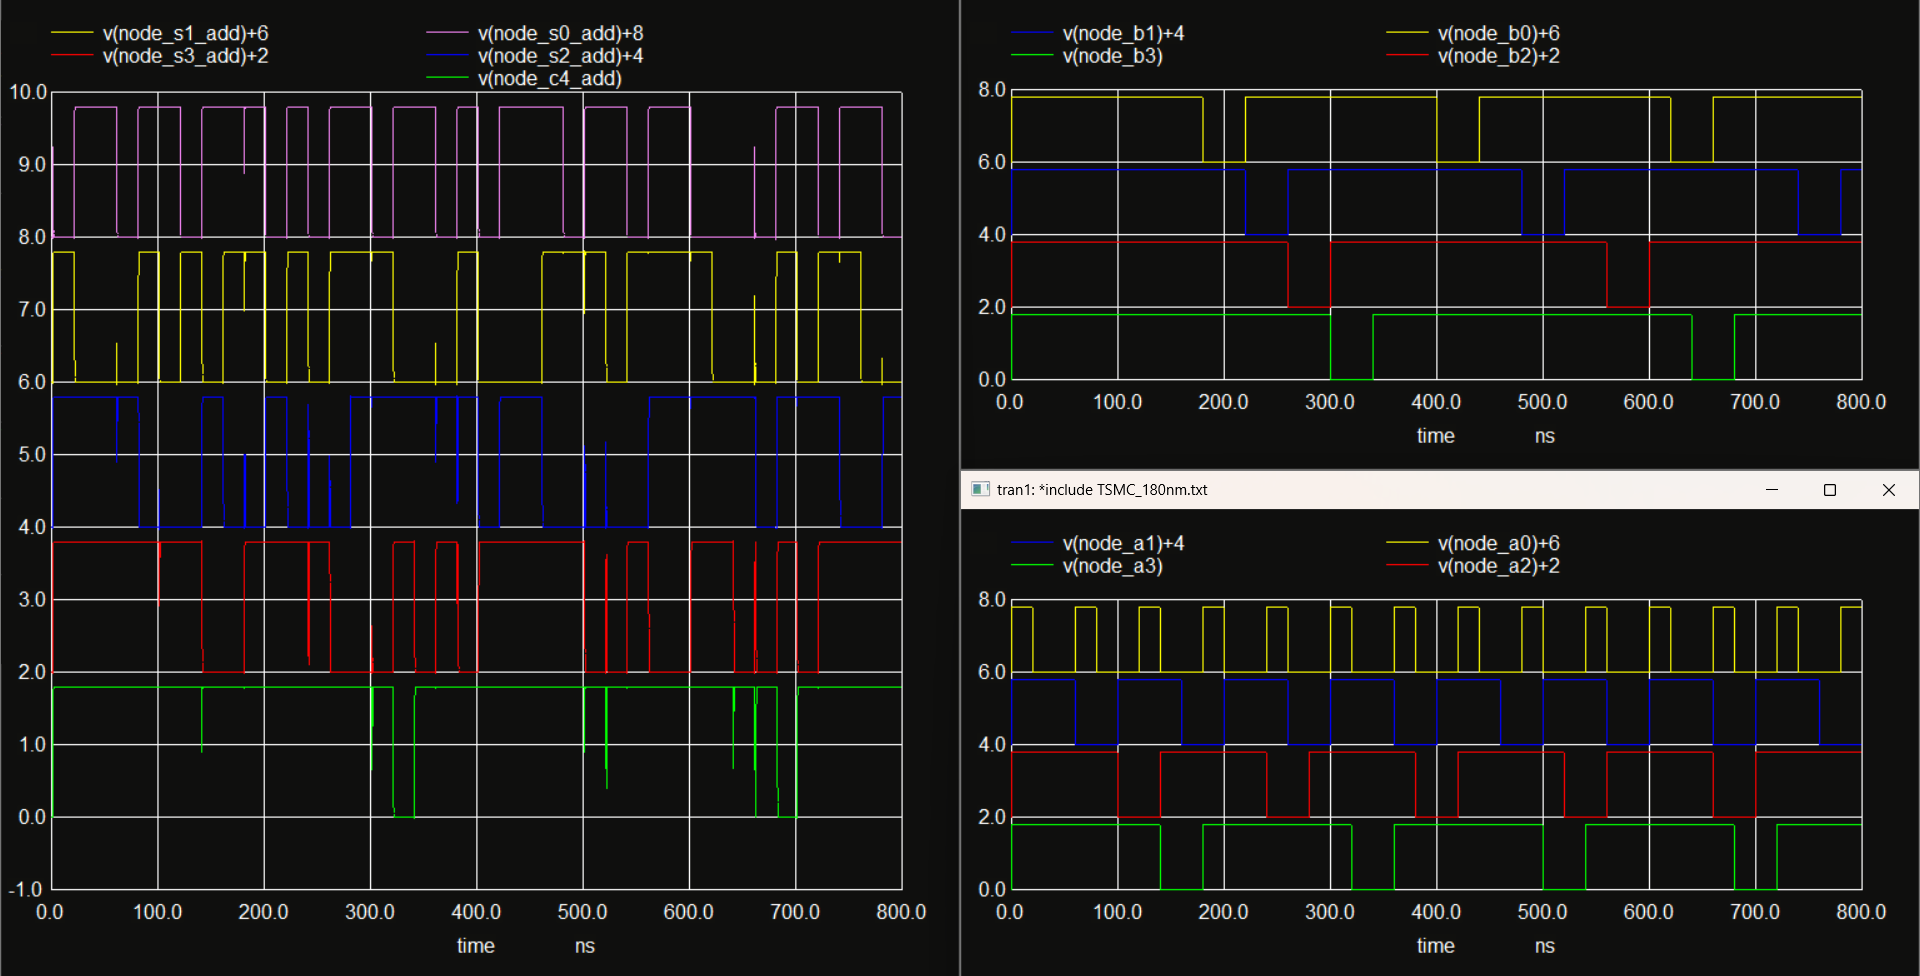 v(node_s1_add)+6 v(node_s0_add)+8
v(node_s3_add)+2 v(node_s2_add)+4
v(node_c4_add)
10.0
9.0
8.0
7.0
6.0
5.0
4.0
3.0
2.0
1.0
0.0
-1.0
0.0 100.0 200.0 300.0 400.0 500.0 600.0 700.0 800.0
time ns
v(node_b1)+4 v(node_b0)+6
v(node_b3) v(node_b2)+2
8.0
6.0
4.0
2.0
0.0
0.0 100.0 200.0 300.0 400.0 500.0 600.0 700.0 800.0
time ns
tran1: *include TSMC_180nm.txt
v(node_a1)+4 v(node_a0)+6
v(node_a3) v(node_a2)+2
8.0
6.0
4.0
2.0
0.0
0.0 100.0 200.0 300.0 400.0 500.0 600.0 700.0 800.0
time ns